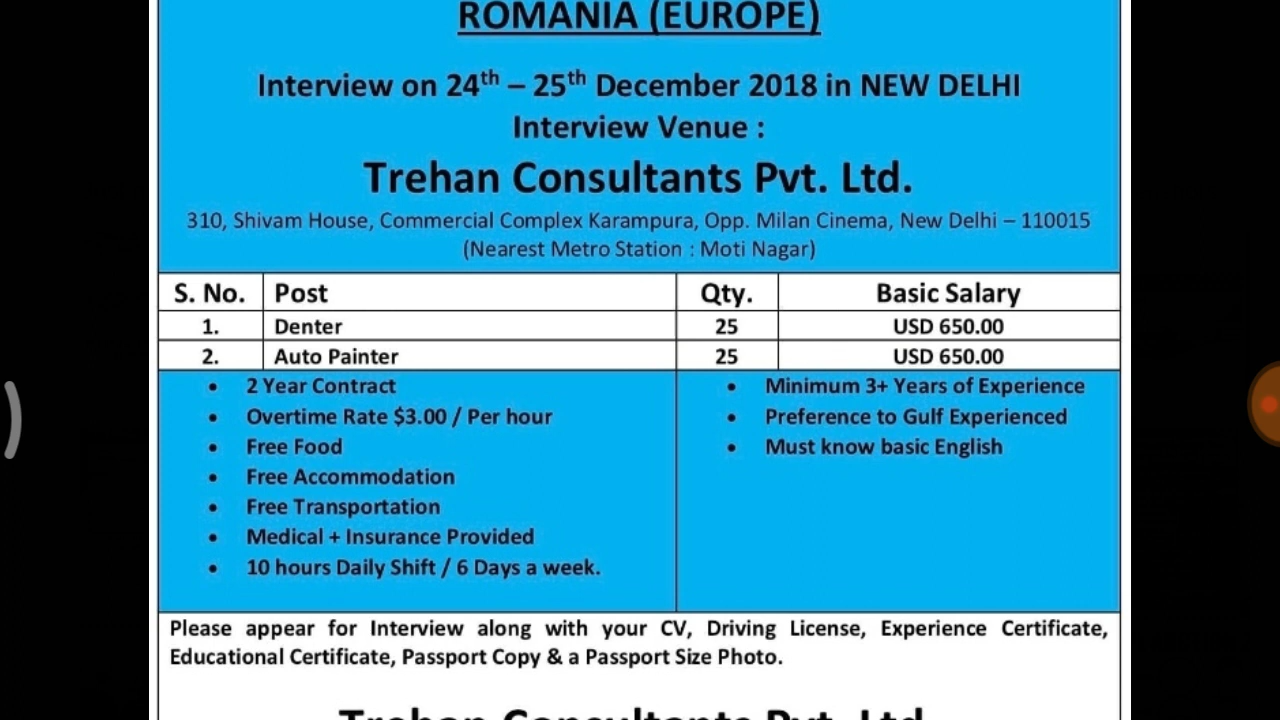 ROMANIA (EUROPE)
Interview on 24th – 25th December 2018 in NEW DELHI
Interview Venue :
Trehan Consultants Pvt. Ltd.
310, Shivam House, Commercial Complex Karampura, Opp. Milan Cinema, New Delhi – 110015
(Nearest Metro Station : Moti Nagar)
S. No. Post Qty. Basic Salary
1. Denter 25 USD 650.00
2. Auto Painter 25 USD 650.00
• 2 Year Contract
• Overtime Rate $3.00 / Per hour
• Free Food
• Free Accommodation
• Free Transportation
• Medical + Insurance Provided
• 10 hours Daily Shift / 6 Days a week.
• Minimum 3+ Years of Experience
• Preference to Gulf Experienced
• Must know basic English
Please appear for Interview along with your CV, Driving License, Experience Certificate,
Educational Certificate, Passport Copy & a Passport Size Photo.
Trehan Consultants Pvt. Ltd.